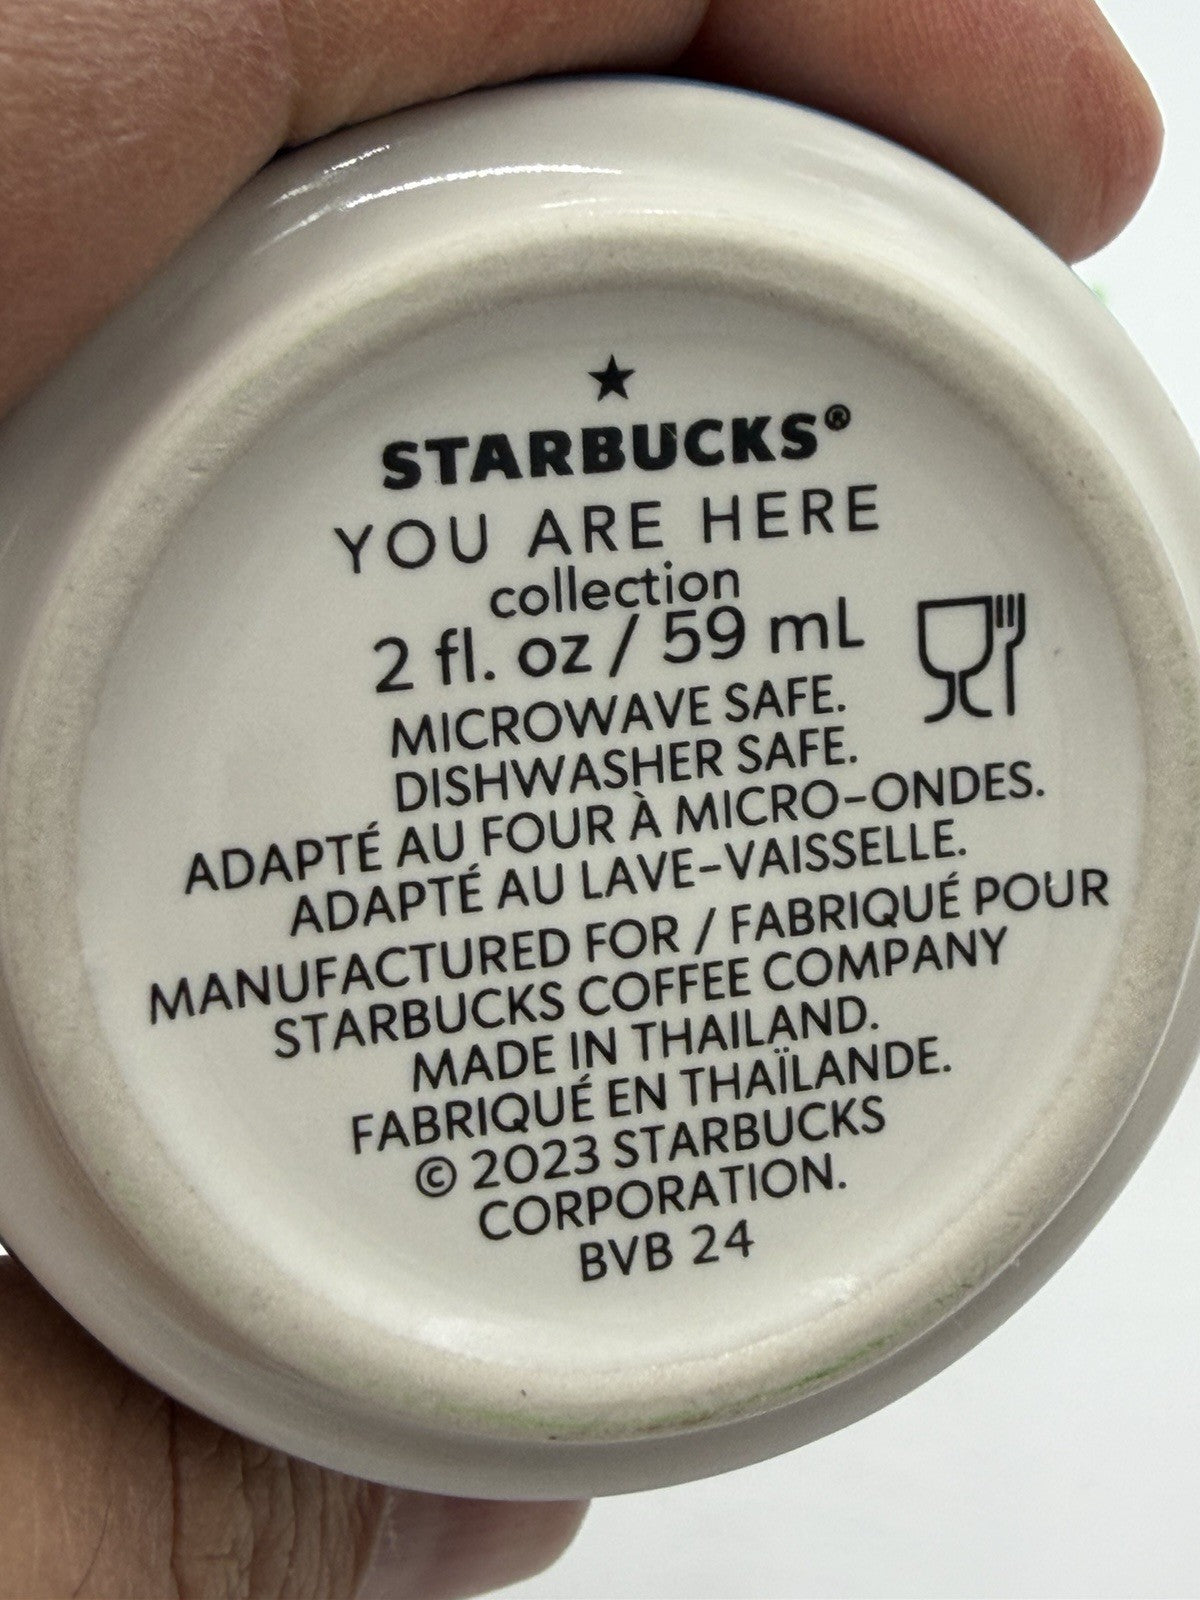 STARBUCKS®
YOU ARE HERE
collection
2 fl. oz / 59 mL
MICROWAVE SAFE.
DISHWASHER SAFE.
ADAPTÉ AU FOUR À MICRO-ONDES.
ADAPTÉ AU LAVE-VAISSELLE.
MANUFACTURED FOR / FABRIQUÉ POUR
STARBUCKS COFFEE COMPANY
MADE IN THAILAND.
FABRIQUÉ EN THAÏLANDE.
© 2023 STARBUCKS
CORPORATION.
BVB 24